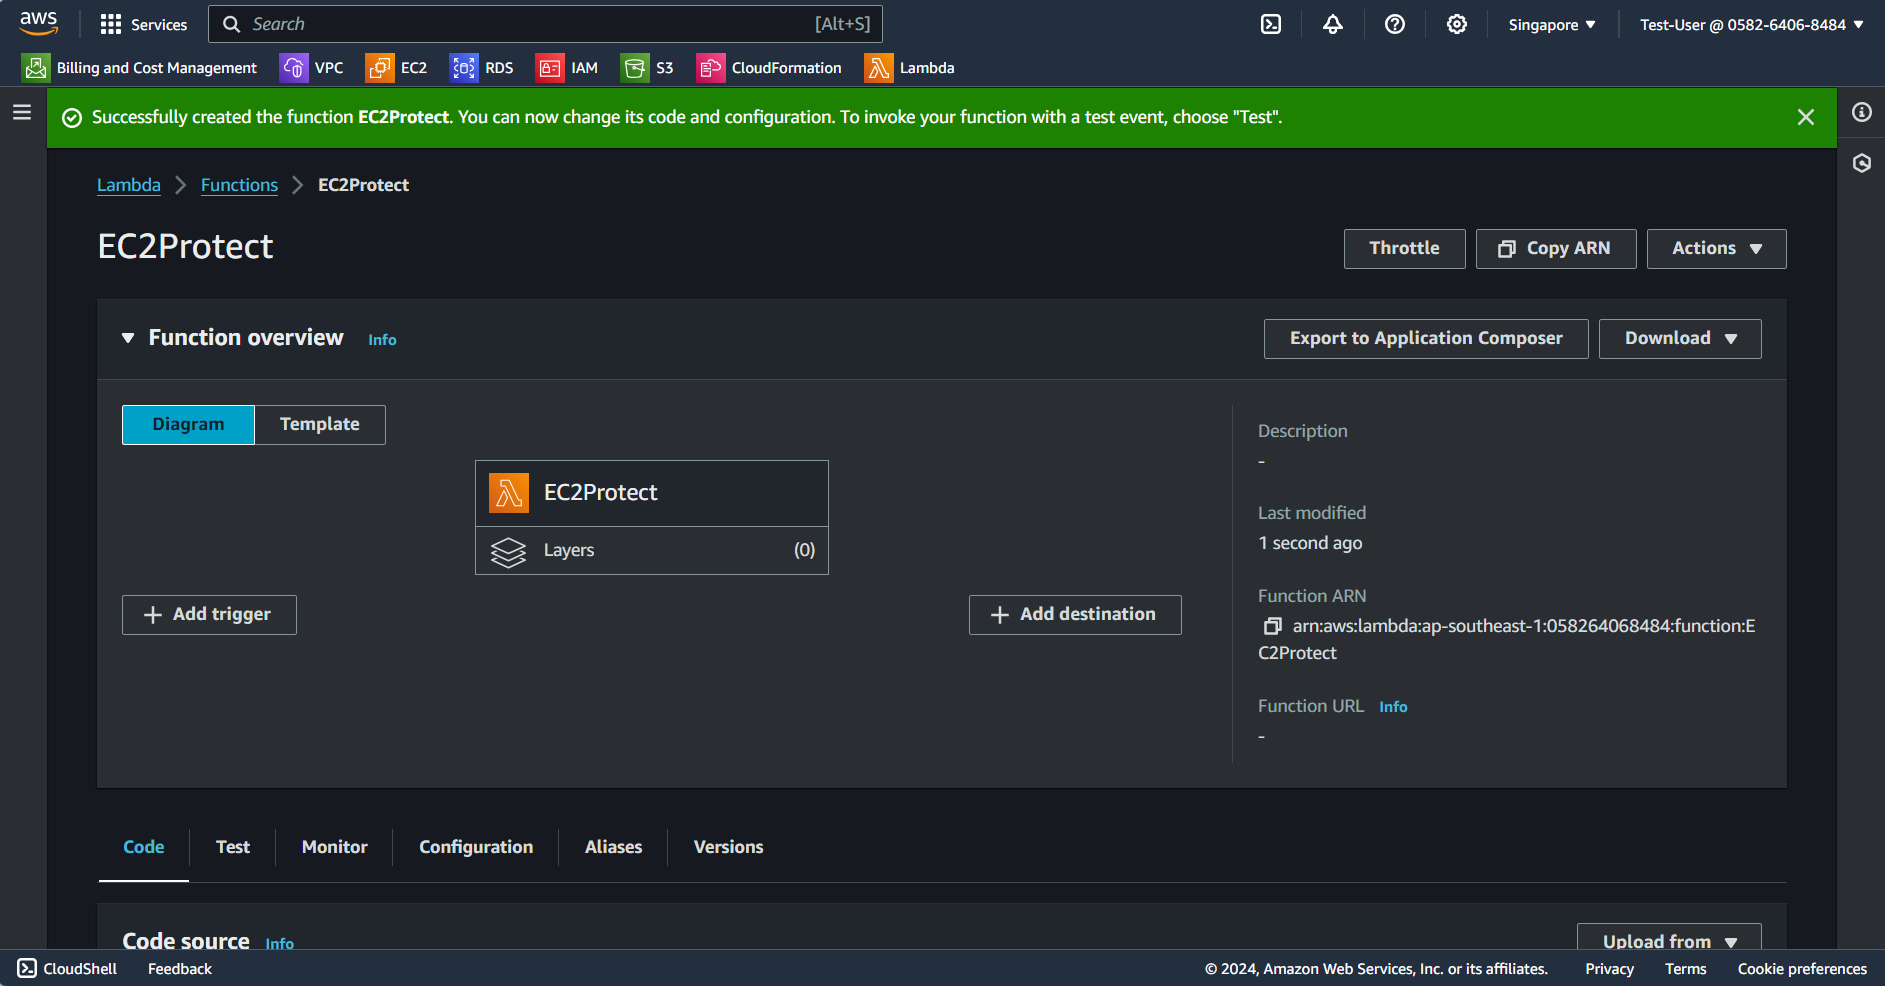 aws
Services
Search [Alt+S]
Singapore
Test-User @ 0582-6406-8484
Billing and Cost Management
VPC
EC2
RDS
IAM
S3
CloudFormation
Lambda
Successfully created the function EC2Protect. You can now change its code and configuration. To invoke your function with a test event, choose "Test".
Lambda
Functions
EC2Protect
EC2Protect
Throttle
Copy ARN
Actions
Function overview Info
Export to Application Composer
Download
Diagram
Template
EC2Protect
Layers (0)
Add trigger
Add destination
Description
-
Last modified
1 second ago
Function ARN
arn:aws:lambda:ap-southeast-1:058264068484:function:E
C2Protect
Function URL Info
-
Code
Test
Monitor
Configuration
Aliases
Versions
Code source Info
Upload from
CloudShell
Feedback
© 2024, Amazon Web Services, Inc. or its affiliates.
Privacy
Terms
Cookie preferences